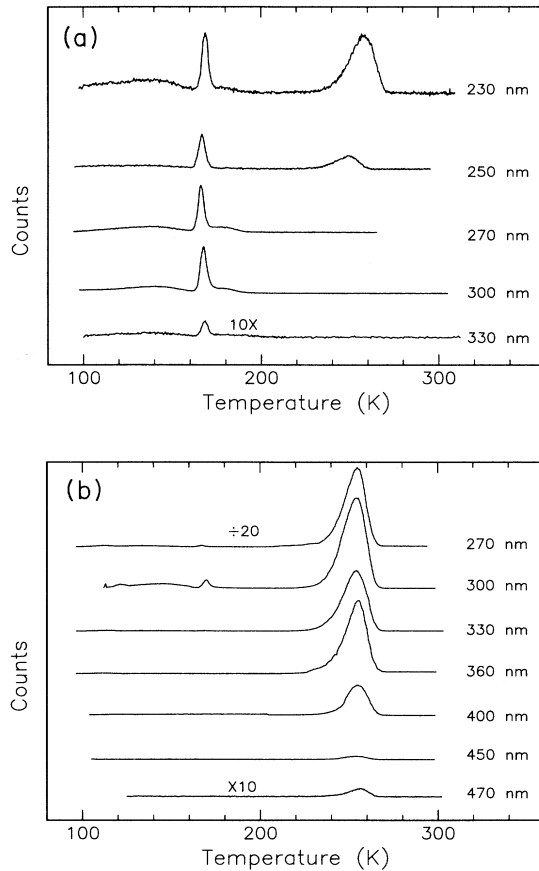 (a)
230 nm
250 nm
270 nm
300 nm
10X
330 nm
Counts
100 200 300
Temperature (K)
(b)
÷20
270 nm
300 nm
330 nm
360 nm
400 nm
450 nm
X10
470 nm
Counts
100 200 300
Temperature (K)